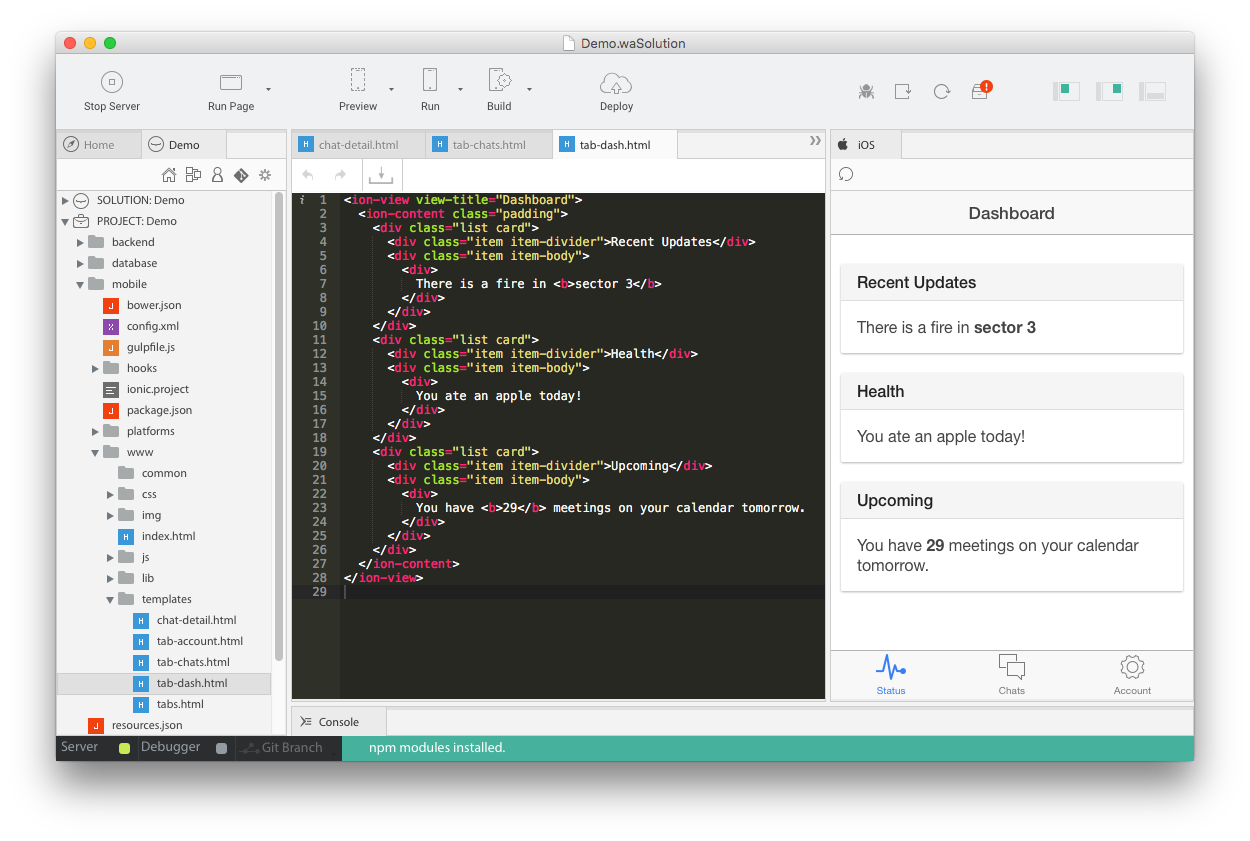 Demo.waSolution
Stop Server
Run Page
Preview
Run
Build
Deploy
!
Home
Demo
SOLUTION: Demo
PROJECT: Demo
backend
database
mobile
J bower.json
X config.xml
J gulpfile.js
hooks
ionic.project
J package.json
platforms
www
common
css
img
H index.html
js
lib
templates
H chat-detail.html
H tab-account.html
H tab-chats.html
H tab-dash.html
H tabs.html
J resources.json
H chat-detail.html
H tab-chats.html
H tab-dash.html
»
i 1 <ion-view view-title="Dashboard">
2 <ion-content class="padding">
3 <div class="list card">
4 <div class="item item-divider">Recent Updates</div>
5 <div class="item item-body">
6 <div>
7 There is a fire in <b>sector 3</b>
8 </div>
9 </div>
10 </div>
11 <div class="list card">
12 <div class="item item-divider">Health</div>
13 <div class="item item-body">
14 <div>
15 You ate an apple today!
16 </div>
17 </div>
18 </div>
19 <div class="list card">
20 <div class="item item-divider">Upcoming</div>
21 <div class="item item-body">
22 <div>
23 You have <b>29</b> meetings on your calendar tomorrow.
24 </div>
25 </div>
26 </div>
27 </ion-content>
28 </ion-view>
29
iOS
Dashboard
Recent Updates
There is a fire in sector 3
Health
You ate an apple today!
Upcoming
You have 29 meetings on your calendar
tomorrow.
Status
Chats
Account
Console
Server
Debugger
Git Branch
npm modules installed.